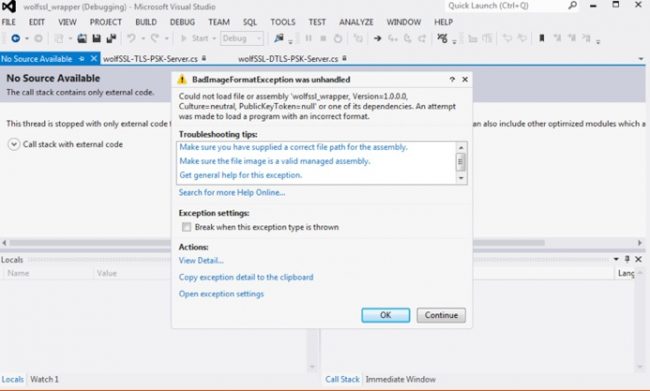 wolfssl_wrapper (Debugging) - Microsoft Visual Studio
Quick Launch (Ctrl+Q)
FILE EDIT VIEW PROJECT BUILD DEBUG TEAM SQL TOOLS TEST ANALYZE WINDOW HELP
Start
No Source Available
wolfSSL-TLS-PSK-Server.cs
wolfSSL-DTLS-PSK-Server.cs
No Source Available
The call stack contains only external code.
This thread is stopped with only external code f
an also include other optimized modules which a
Call stack with external code
BadImageFormatException was unhandled
Could not load file or assembly 'wolfssl_wrapper, Version=1.0.0.0,
Culture=neutral, PublicKeyToken=null' or one of its dependencies. An attempt
was made to load a program with an incorrect format.
Troubleshooting tips:
Make sure you have supplied a correct file path for the assembly.
Make sure the file image is a valid managed assembly.
Get general help for this exception.
Search for more Help Online...
Exception settings:
Break when this exception type is thrown
Actions:
View Detail...
Copy exception detail to the clipboard
Open exception settings
OK Continue
Locals
Name Value
Lang
Locals Watch 1
Call Stack Immediate Window